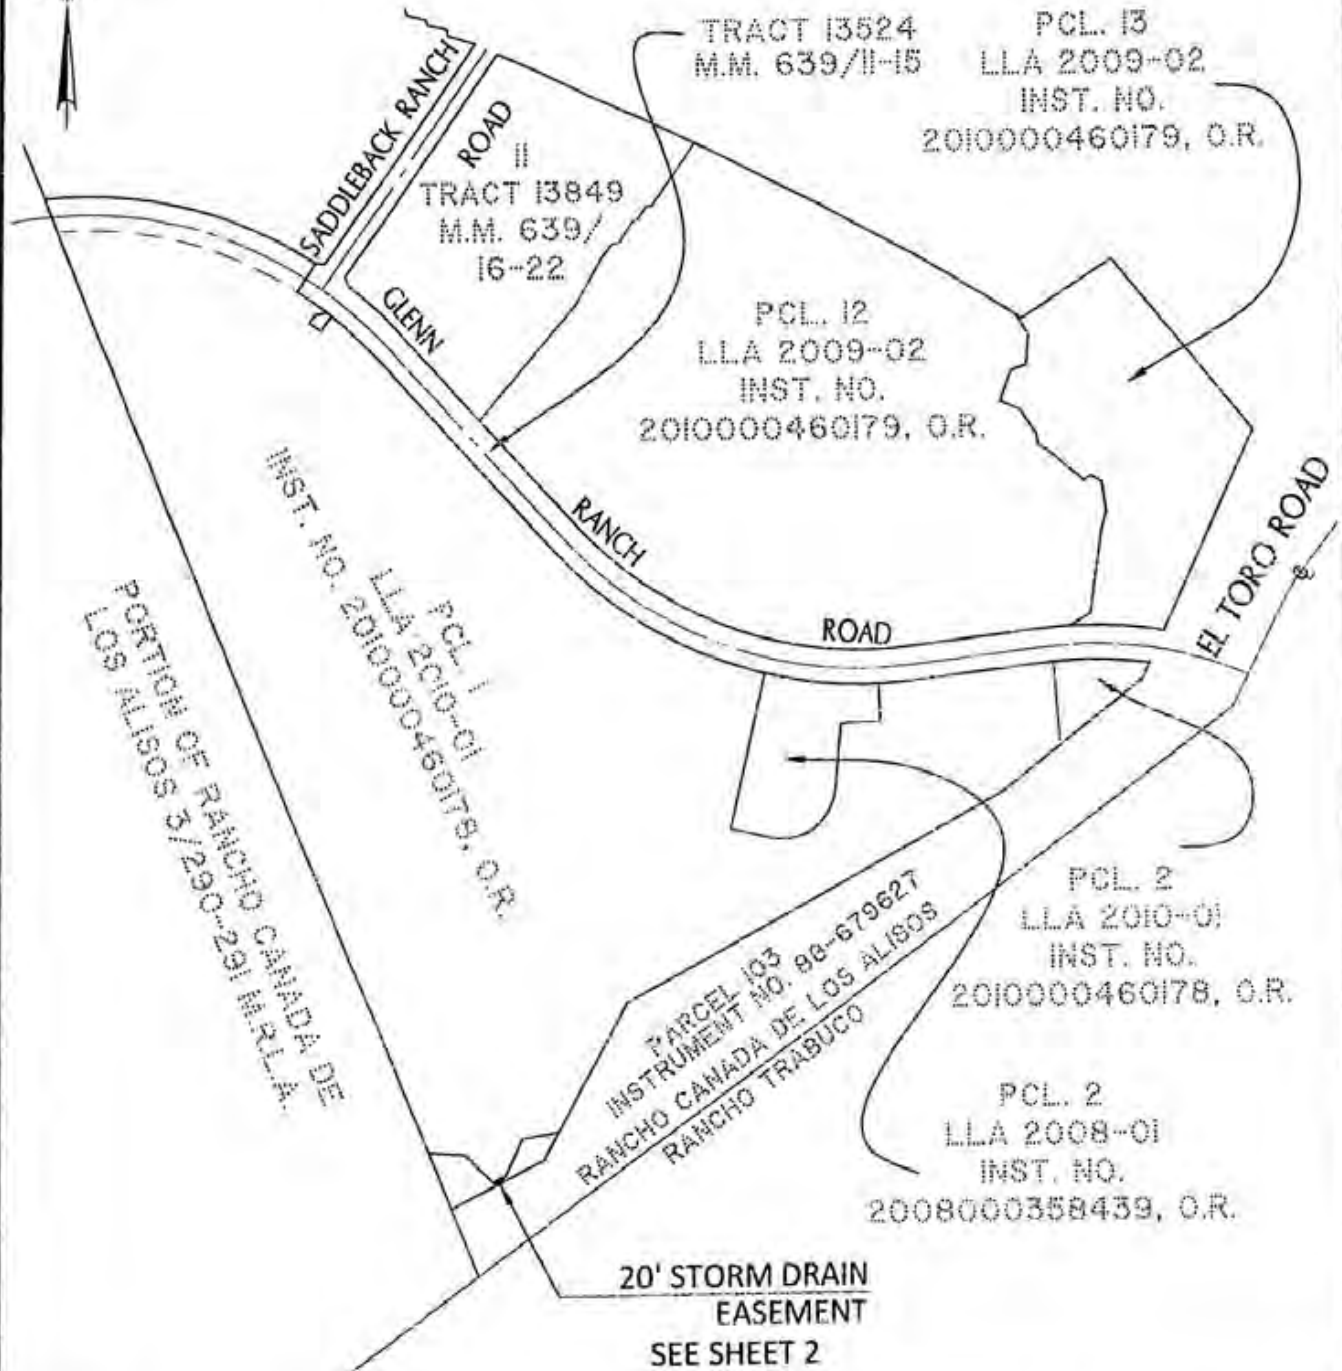 TRACT 13524
M.M. 639/11-15
PCL. 13
LLA 2009-02
INST. NO.
2010000460179, O.R.
SADDLEBACK RANCH
ROAD
11
TRACT 13849
M.M. 639/
16-22
GLENN
PCL. 12
LLA 2009-02
INST. NO.
2010000460179, O.R.
RANCH
ROAD
EL TORO ROAD
PCL. 1
LLA 2010-01
INST. NO. 2010000460178, O.R.
PORTION OF RANCHO CANADA DE
LOS ALISOS 3/290-291 M.R.L.A.
PCL. 2
LLA 2010-01
INST. NO.
2010000460178, O.R.
PARCEL 103
INSTRUMENT NO. 88-679627
RANCHO CANADA DE LOS ALISOS
RANCHO TRABUCO
PCL. 2
LLA 2008-01
INST. NO.
2008000358439, O.R.
20' STORM DRAIN
EASEMENT
SEE SHEET 2